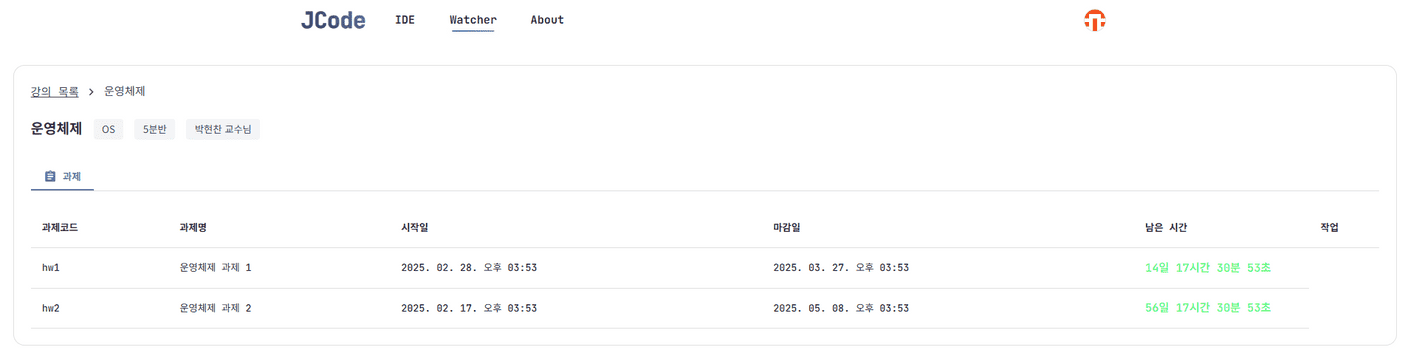 JCode IDE Watcher About
강의 목록 > 운영체제
운영체제 OS 5분반 박현찬 교수님
과제
과제코드 과제명 시작일 마감일 남은 시간 작업
hw1 운영체제 과제 1 2025. 02. 28. 오후 03:53 2025. 03. 27. 오후 03:53 14일 17시간 30분 53초
hw2 운영체제 과제 2 2025. 02. 17. 오후 03:53 2025. 05. 08. 오후 03:53 56일 17시간 30분 53초